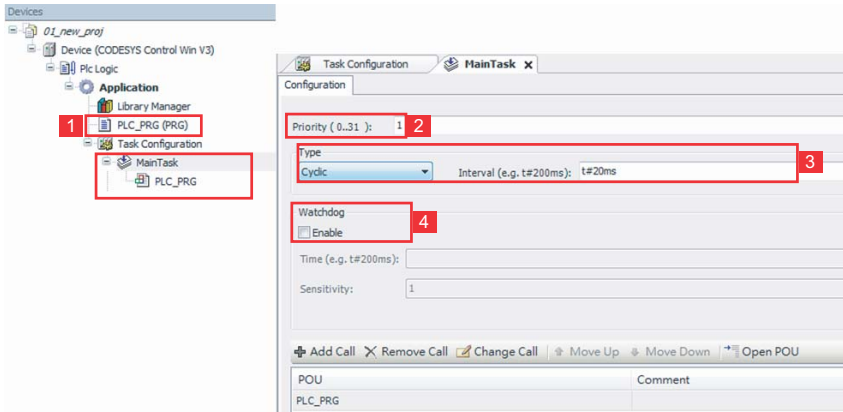 Devices
01_new_proj
Device (CODESYS Control Win V3)
Plc Logic
Application
Library Manager
1 PLC_PRG (PRG)
Task Configuration
MainTask
PLC_PRG
Task Configuration MainTask x
Configuration
Priority ( 0..31 ): 1 2
Type
Cyclic Interval (e.g. t#200ms): t#20ms 3
Watchdog
Enable 4
Time (e.g. t#200ms):
Sensitivity: 1
Add Call Remove Call Change Call Move Up Move Down Open POU
POU Comment
PLC_PRG